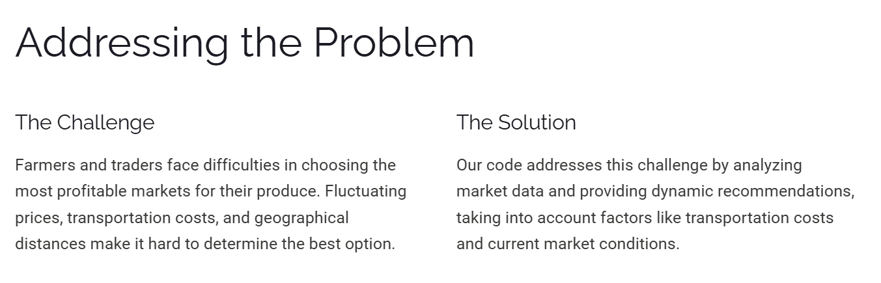 Addressing the Problem
The Challenge
Farmers and traders face difficulties in choosing the
most profitable markets for their produce. Fluctuating
prices, transportation costs, and geographical
distances make it hard to determine the best option.
The Solution
Our code addresses this challenge by analyzing
market data and providing dynamic recommendations,
taking into account factors like transportation costs
and current market conditions.